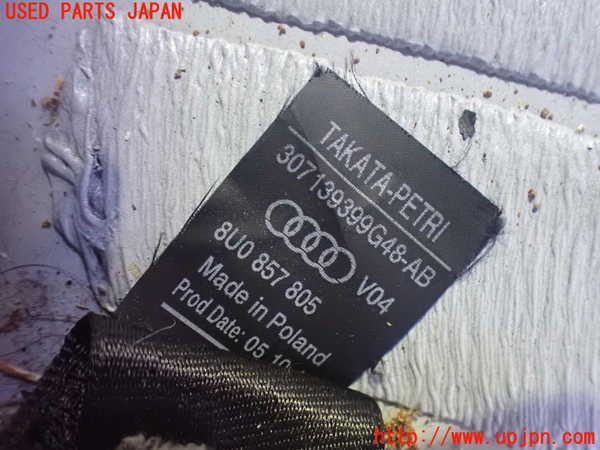 USED PARTS JAPAN
TAKATA-PETRI
307139399G48-AB
V04
8U0 857 805
Made in Poland
Prod Date: 05.10
http://www.upjpn.com